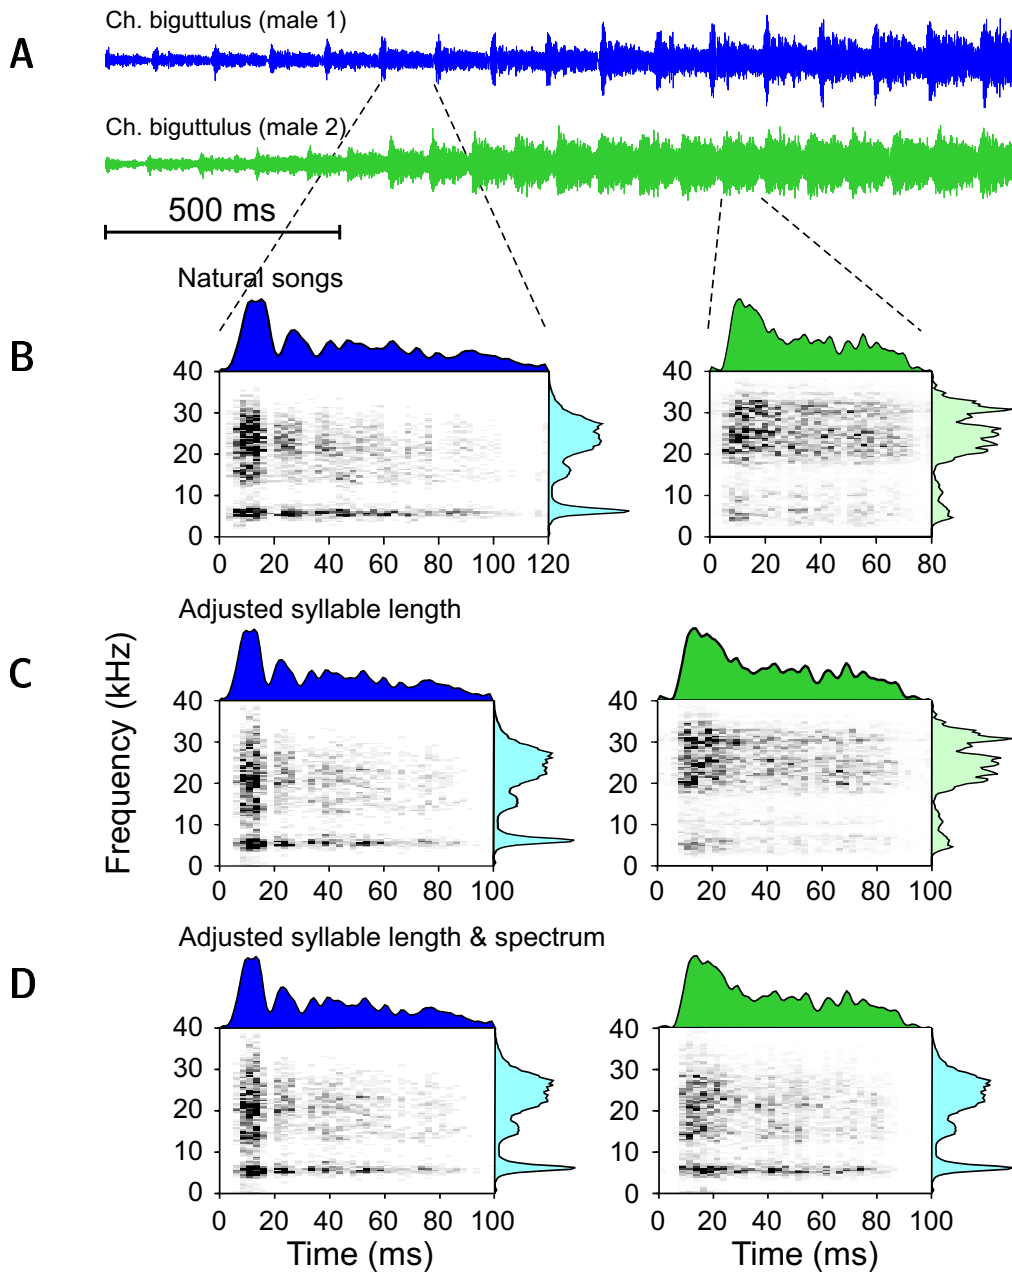 A
Ch. biguttulus (male 1)
Ch. biguttulus (male 2)
500 ms
Natural songs
B
40
30
20
10
0
0 20 40 60 80 100 120
40
30
20
10
0
0 20 40 60 80
Adjusted syllable length
C
Frequency (kHz)
40
30
20
10
0
0 20 40 60 80 100
40
30
20
10
0
0 20 40 60 80 100
Adjusted syllable length & spectrum
D
40
30
20
10
0
0 20 40 60 80 100
Time (ms)
40
30
20
10
0
0 20 40 60 80 100
Time (ms)